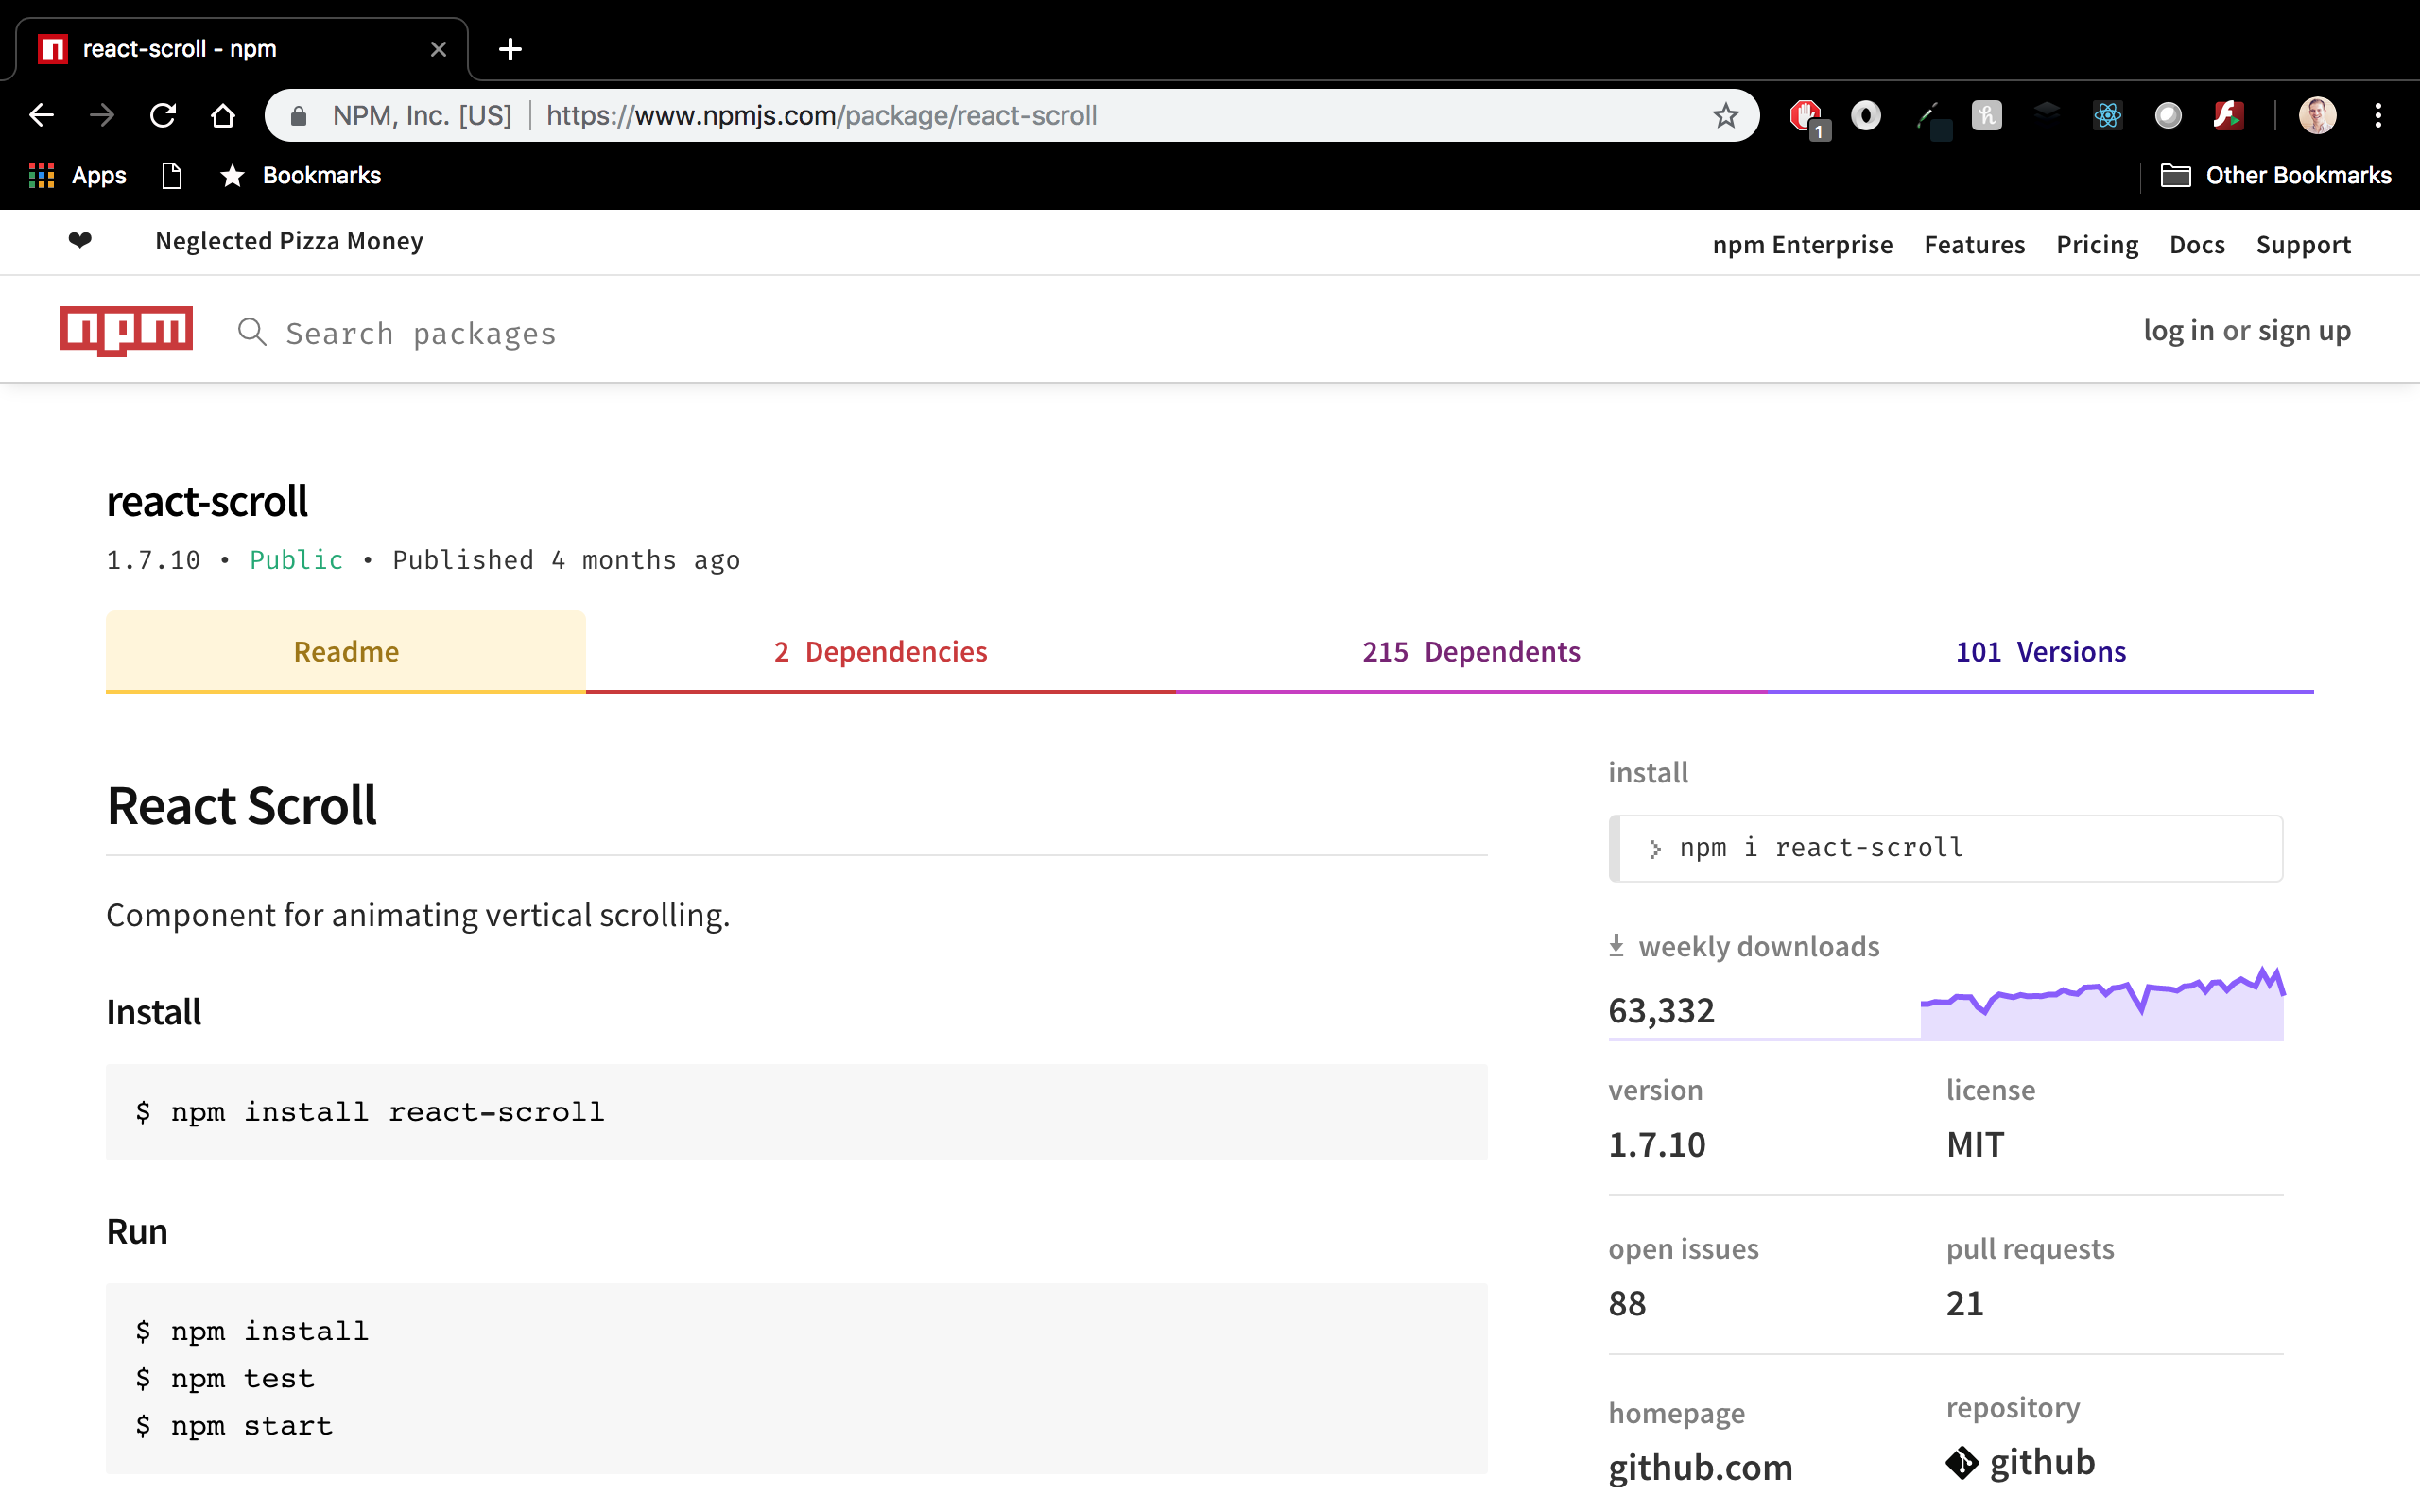 react-scroll - npm
NPM, Inc. [US] https://www.npmjs.com/package/react-scroll
1
Apps Bookmarks Other Bookmarks
❤ Neglected Pizza Money npm Enterprise Features Pricing Docs Support
npm Search packages log in or sign up
react-scroll
1.7.10 • Public • Published 4 months ago
Readme 2 Dependencies 215 Dependents 101 Versions
React Scroll
Component for animating vertical scrolling.
Install
$ npm install react-scroll
Run
$ npm install
$ npm test
$ npm start
install
npm i react-scroll
weekly downloads
63,332
version license
1.7.10 MIT
open issues pull requests
88 21
homepage repository
github.com github